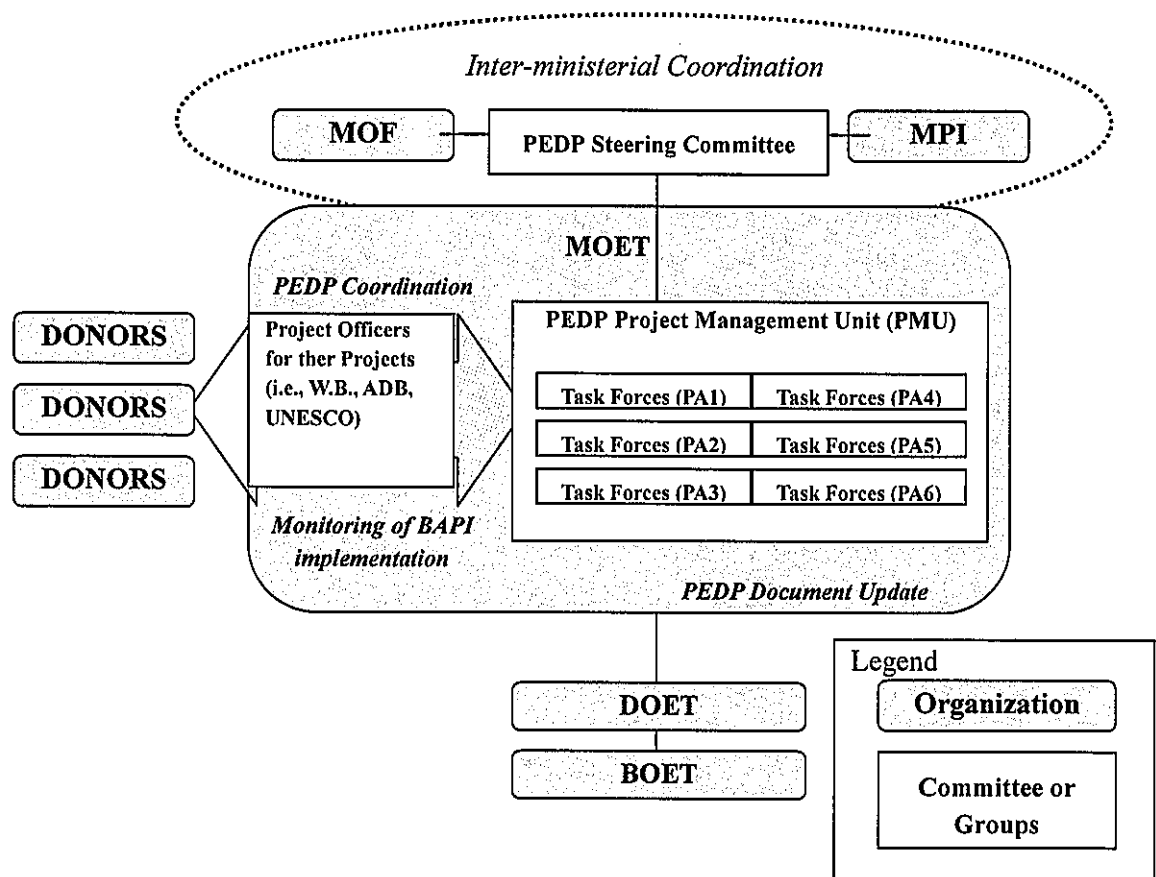 Inter-ministerial Coordination
MOF
PEDP Steering Committee
MPI
MOET
PEDP Coordination
DONORS
DONORS
DONORS
Project Officers
for ther Projects
(i.e., W.B., ADB,
UNESCO)
PEDP Project Management Unit (PMU)
Task Forces (PA1)
Task Forces (PA4)
Task Forces (PA2)
Task Forces (PA5)
Task Forces (PA3)
Task Forces (PA6)
Monitoring of BAPI
implementation
PEDP Document Update
DOET
BOET
Legend
Organization
Committee or
Groups